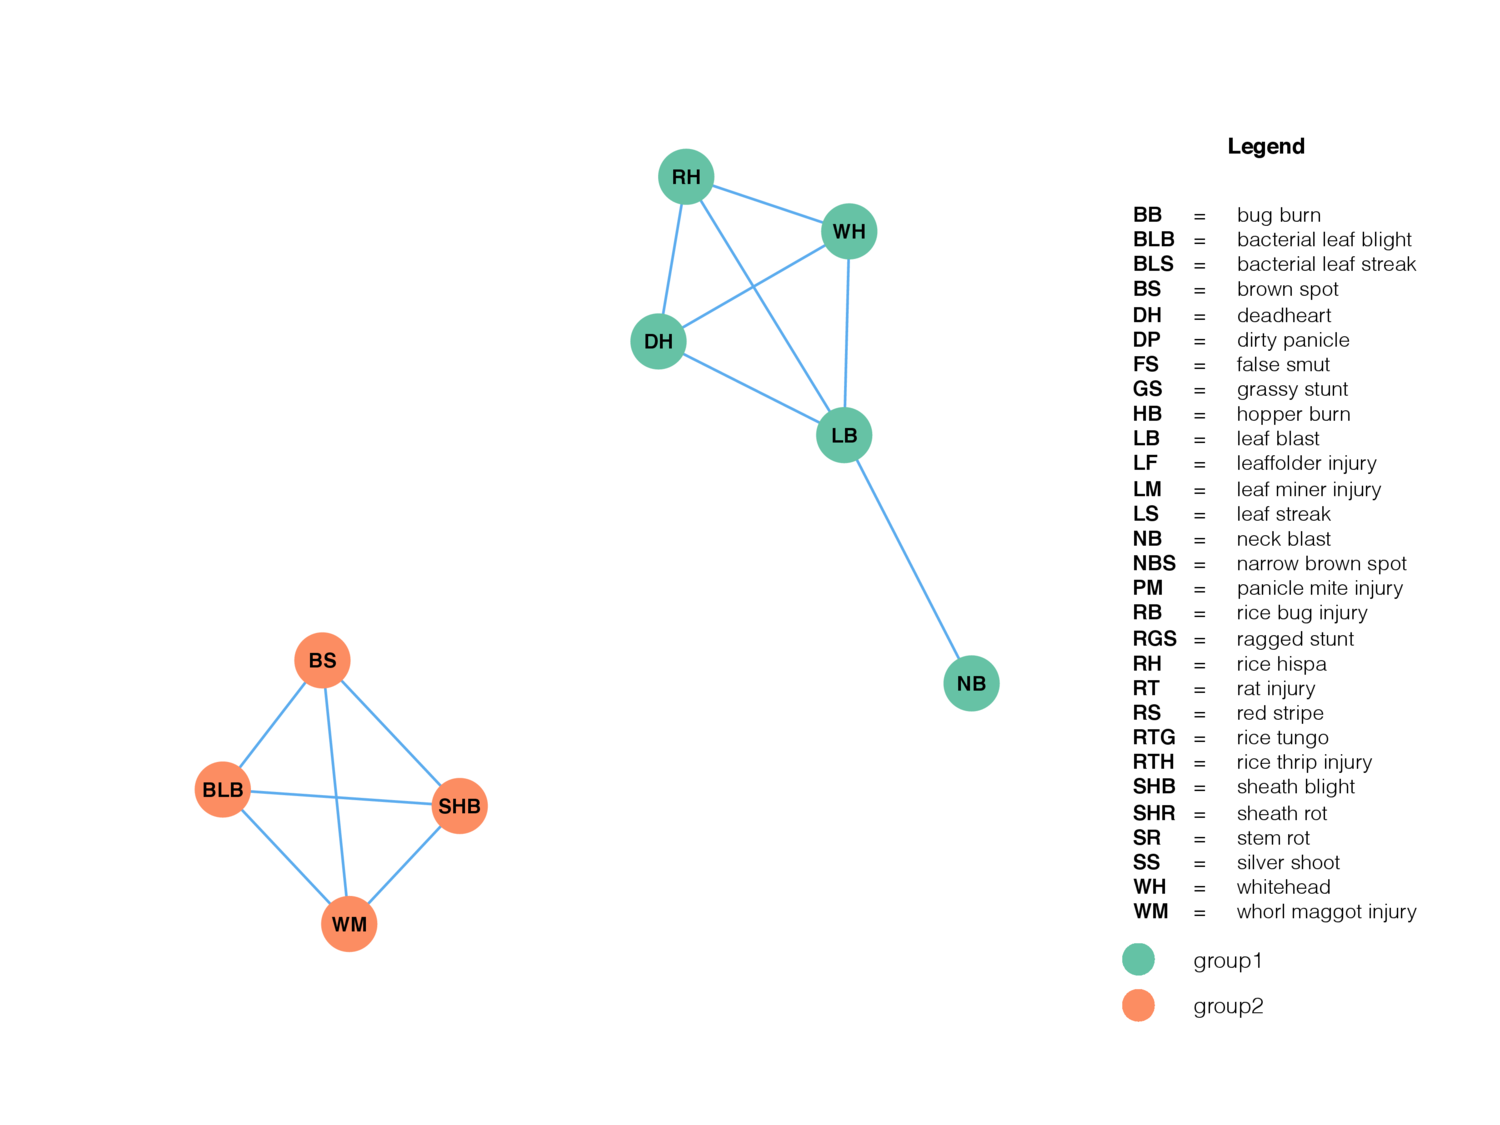 RH
WH
DH
LB
NB
BS
BLB
SHB
WM
Legend
BB = bug burn
BLB = bacterial leaf blight
BLS = bacterial leaf streak
BS = brown spot
DH = deadheart
DP = dirty panicle
FS = false smut
GS = grassy stunt
HB = hopper burn
LB = leaf blast
LF = leaffolder injury
LM = leaf miner injury
LS = leaf streak
NB = neck blast
NBS = narrow brown spot
PM = panicle mite injury
RB = rice bug injury
RGS = ragged stunt
RH = rice hispa
RT = rat injury
RS = red stripe
RTG = rice tungo
RTH = rice thrip injury
SHB = sheath blight
SHR = sheath rot
SR = stem rot
SS = silver shoot
WH = whitehead
WM = whorl maggot injury
group1
group2